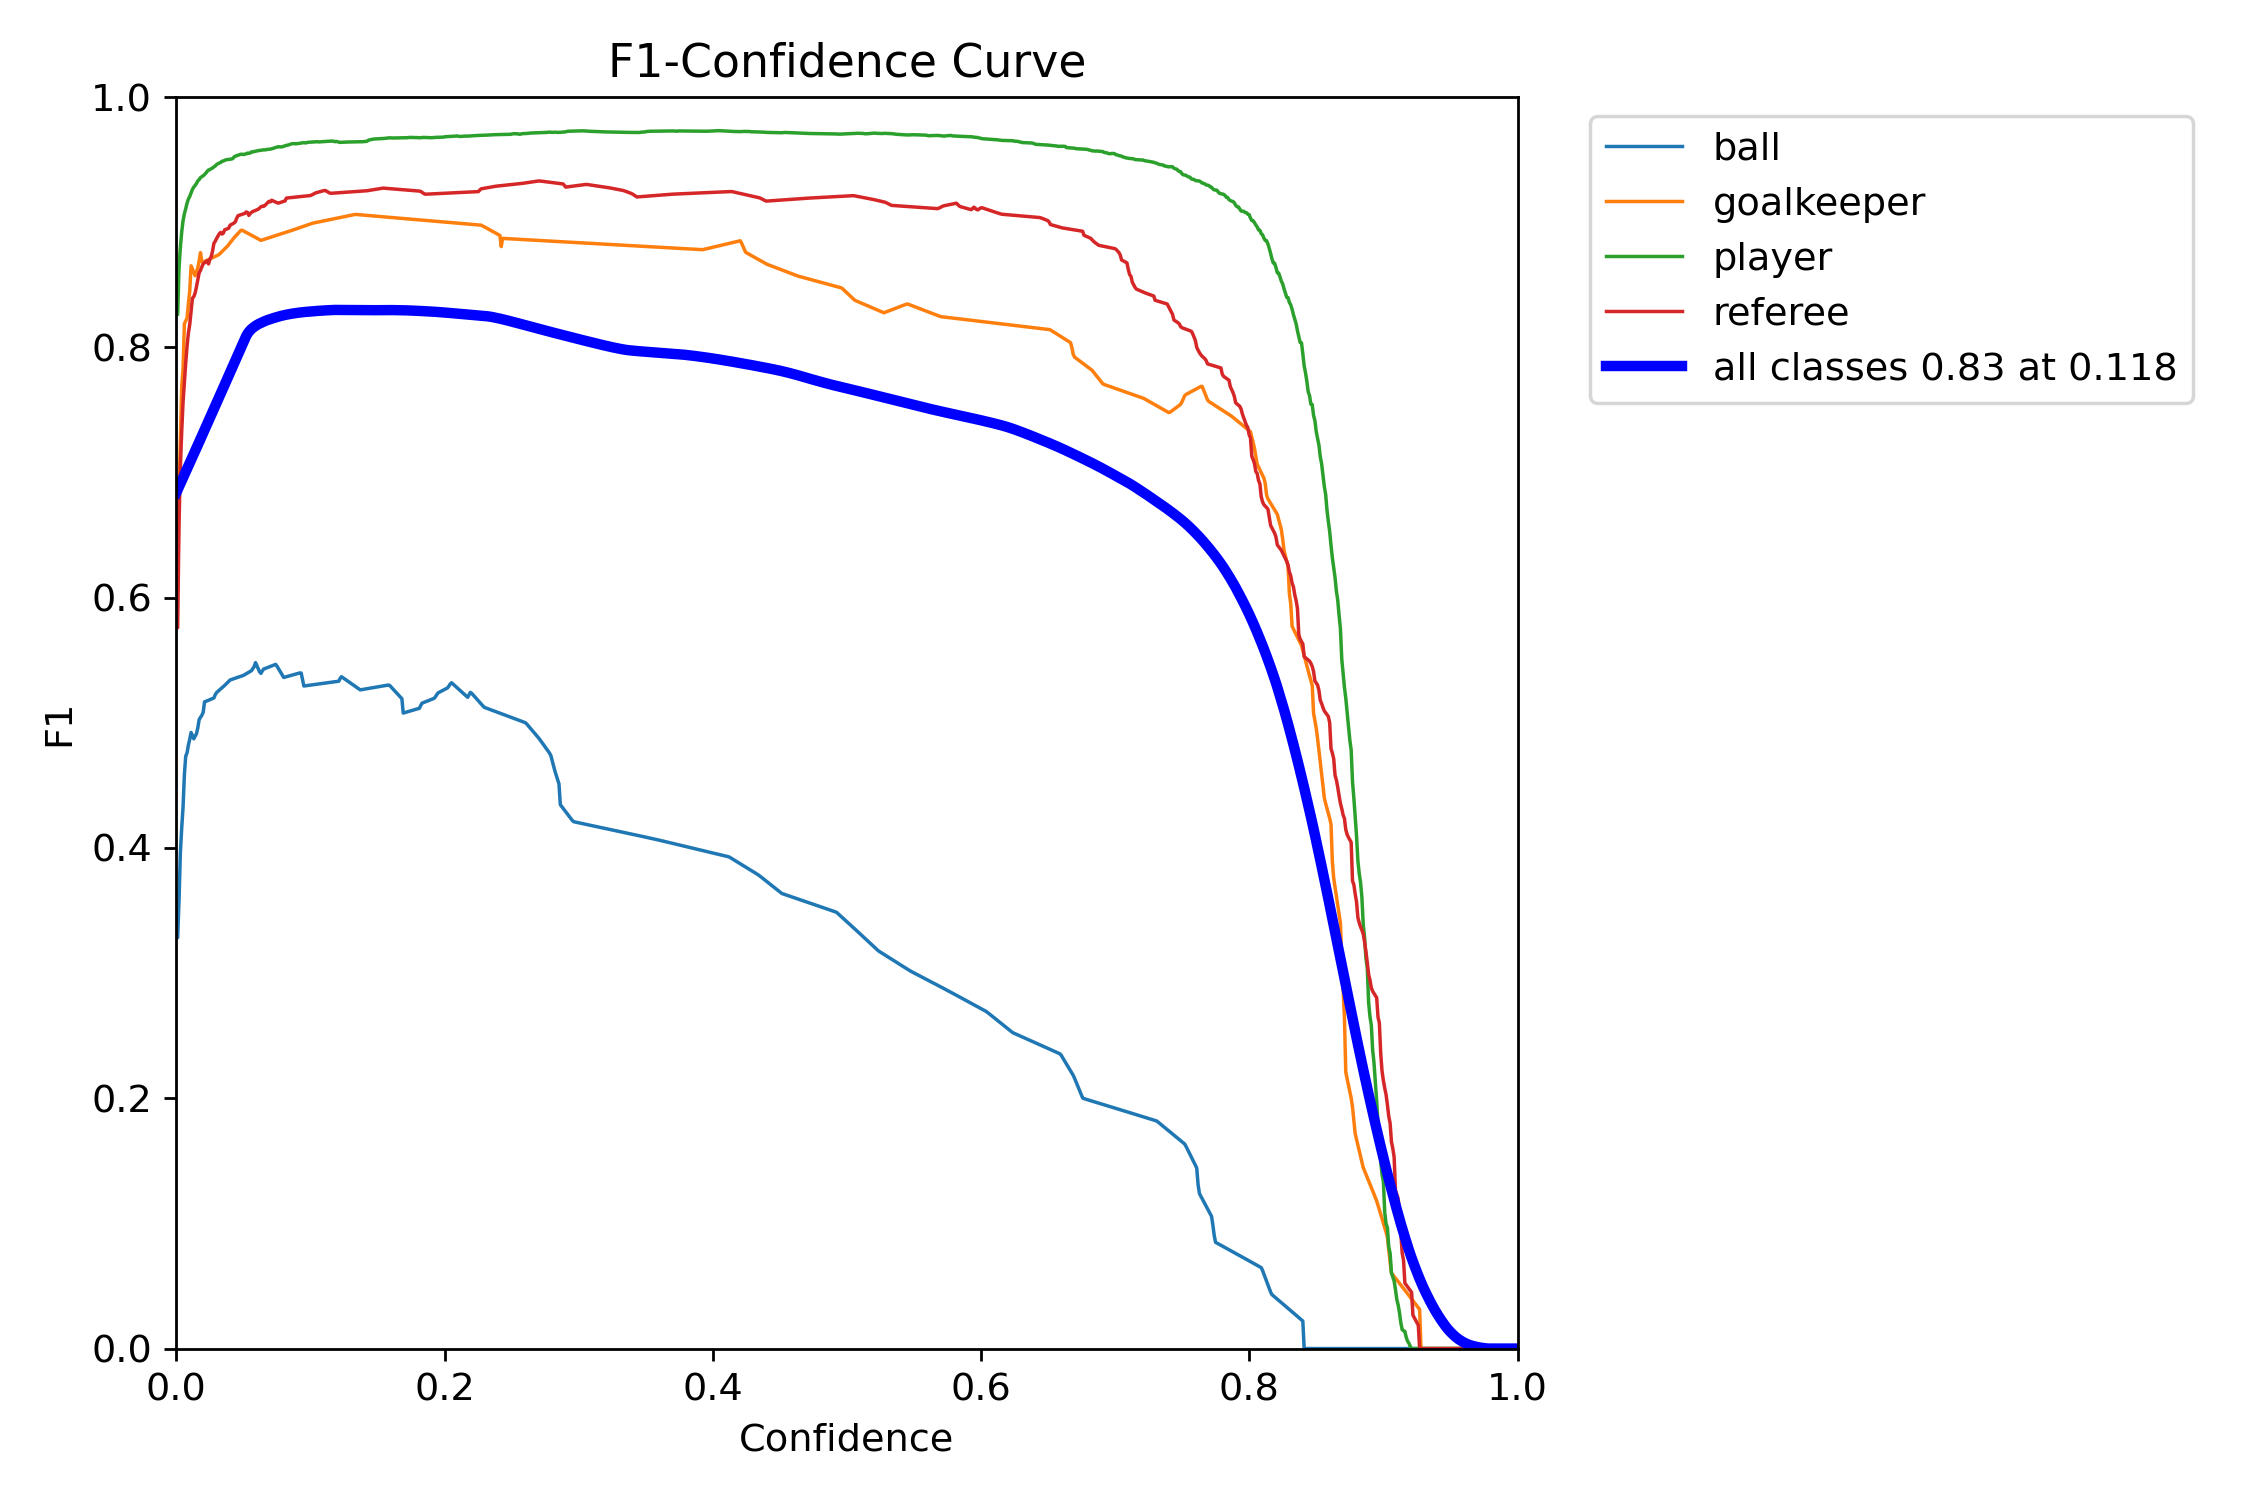 F1-Confidence Curve
1.0
0.8
0.6
0.4
0.2
0.0
F1
0.0 0.2 0.4 0.6 0.8 1.0
Confidence
ball
goalkeeper
player
referee
all classes 0.83 at 0.118